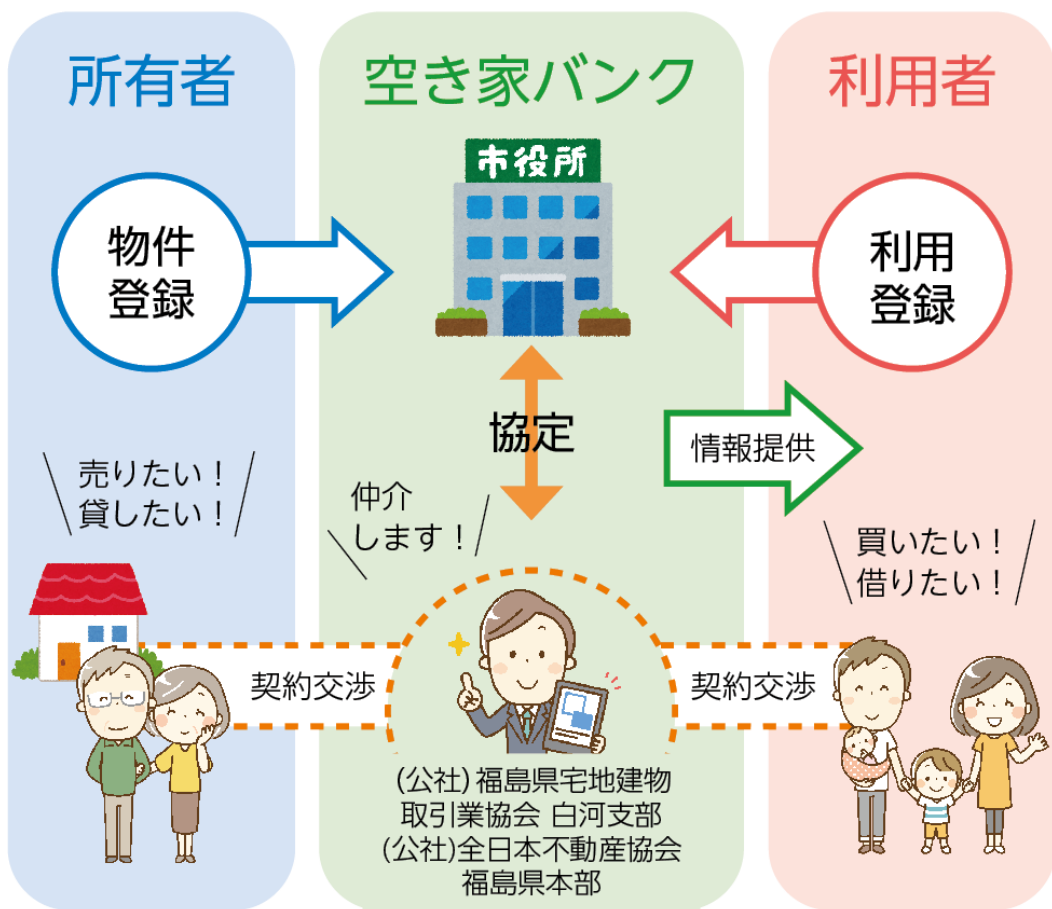 所有者
空き家バンク
利用者
市役所
物件
登録
利用
登録
協定
情報提供
売りたい！
貸したい！
仲介
します！
買いたい！
借りたい！
契約交渉
契約交渉
(公社)福島県宅地建物
取引業協会 白河支部
(公社)全日本不動産協会
福島県本部